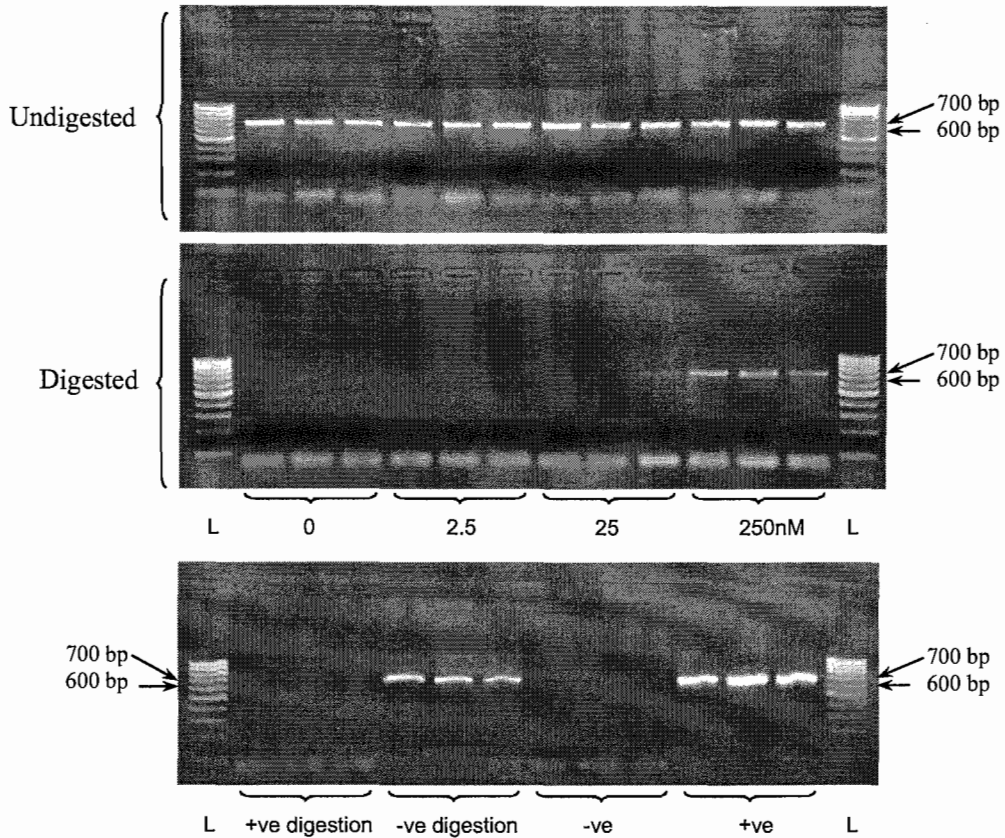 Undigested
700 bp
600 bp
Digested
700 bp
600 bp
L 0 2.5 25 250nM L
700 bp
600 bp
700 bp
600 bp
L +ve digestion -ve digestion -ve +ve L